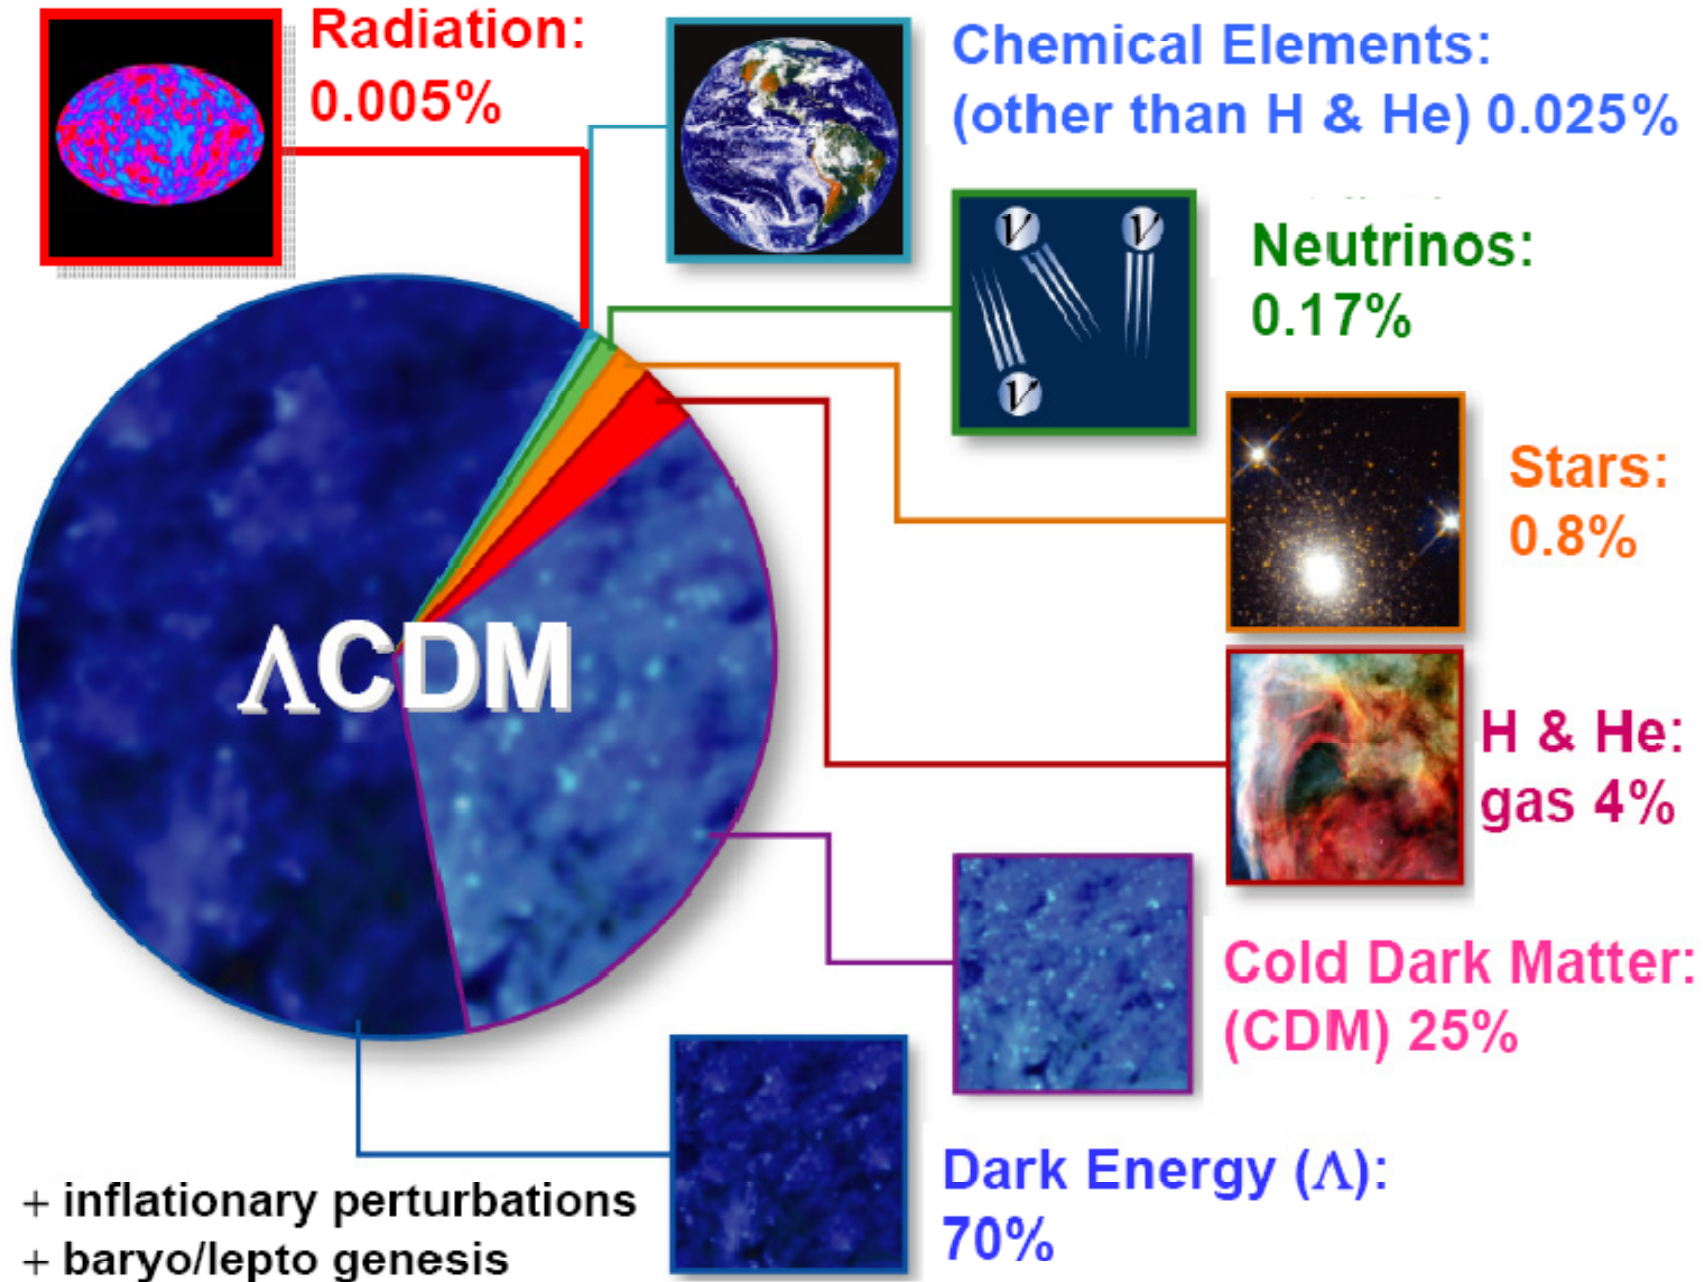 Radiation:
0.005%
Chemical Elements:
(other than H & He) 0.025%
ν
ν
ν
Neutrinos:
0.17%
Stars:
0.8%
H & He:
gas 4%
ΛCDM
Cold Dark Matter:
(CDM) 25%
Dark Energy (Λ):
70%
+ inflationary perturbations
+ baryo/lepto genesis